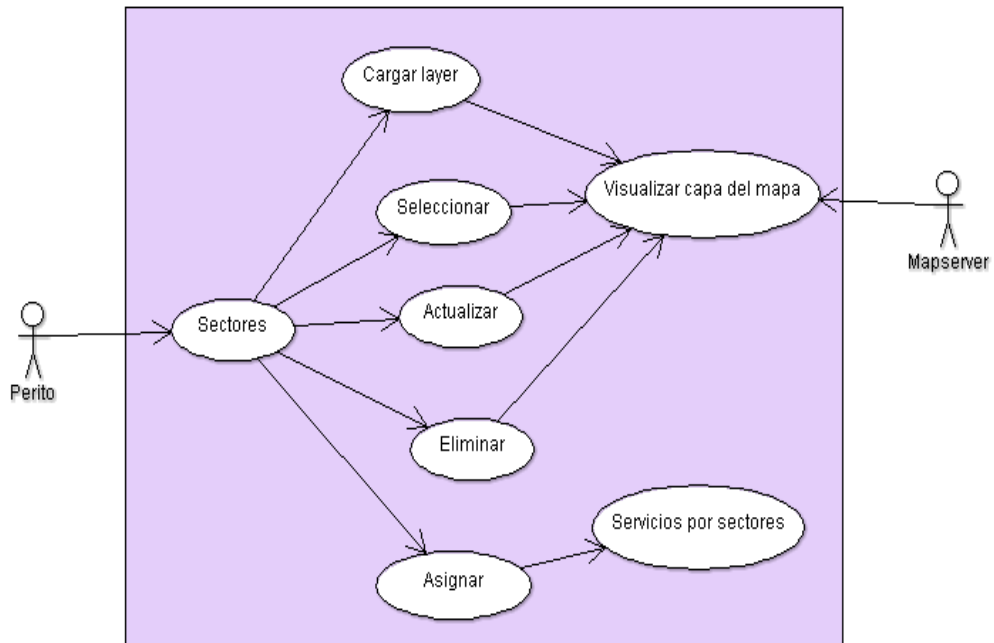 Cargar layer
Visualizar capa del mapa
Seleccionar
Mapserver
Actualizar
Sectores
Perito
Eliminar
Servicios por sectores
Asignar